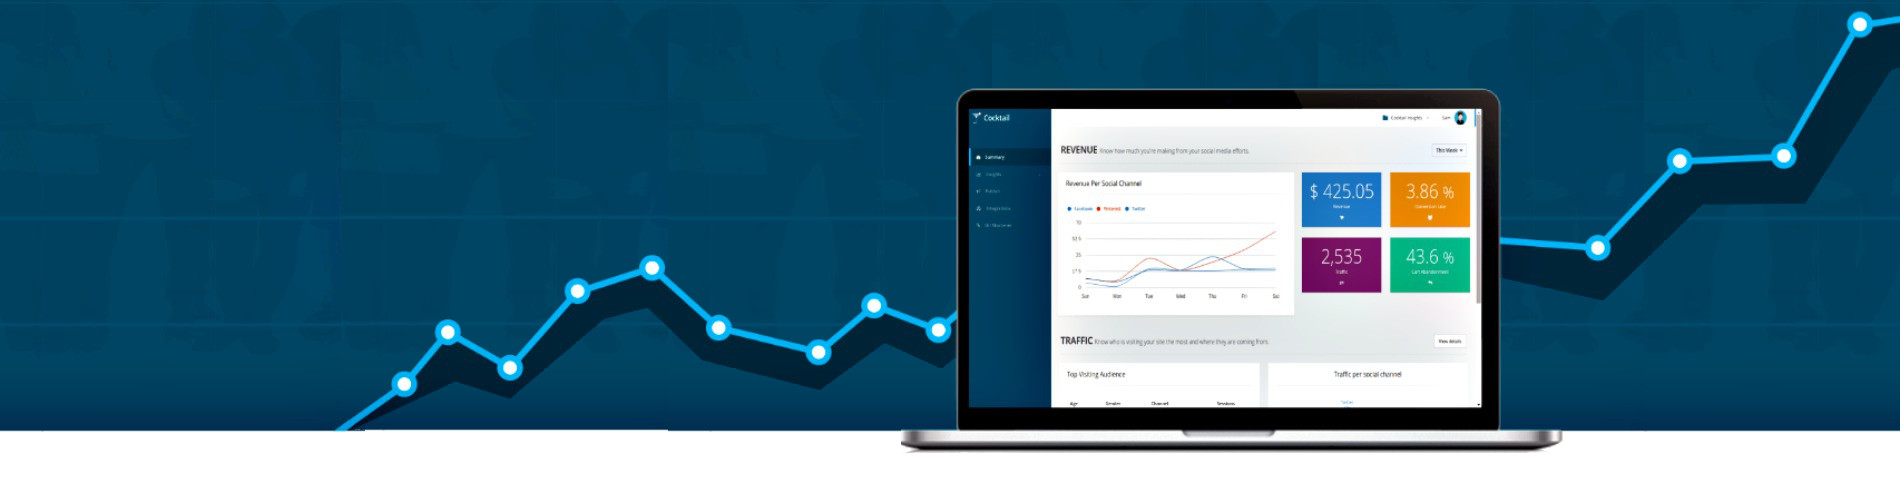 Cocktail
Cocktail Insights
Sam
Summary
Insights
REVENUE Know how much you're making from your social media efforts.
This Week
Revenue Per Social Channel
Facebook Pinterest Twitter
70
52.5
35
17.5
0
Sun Mon Tue Wed Thu Fri Sat
$ 425.05
Revenue
3.86 %
Conversion rate
2,535
Traffic
43.6 %
Cart Abandonment
TRAFFIC Know who is visiting your site the most and where they are coming from.
View details
Top Visiting Audience
Age Gender Channel Sessions
Traffic per social channel
Twitter